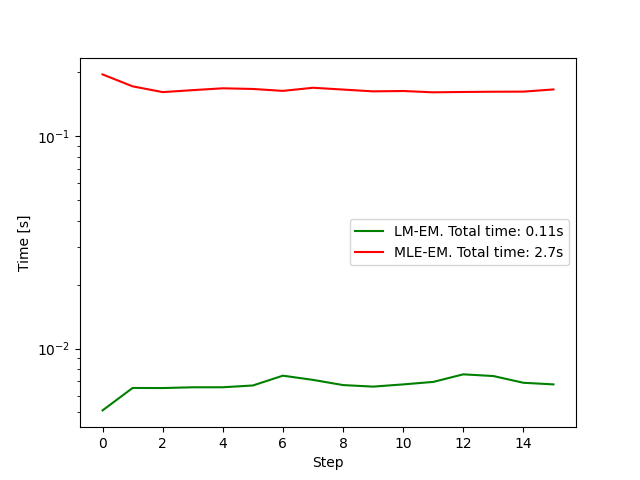 Time [s]
10⁻¹
10⁻²
LM-EM. Total time: 0.11s
MLE-EM. Total time: 2.7s
0 2 4 6 8 10 12 14
Step